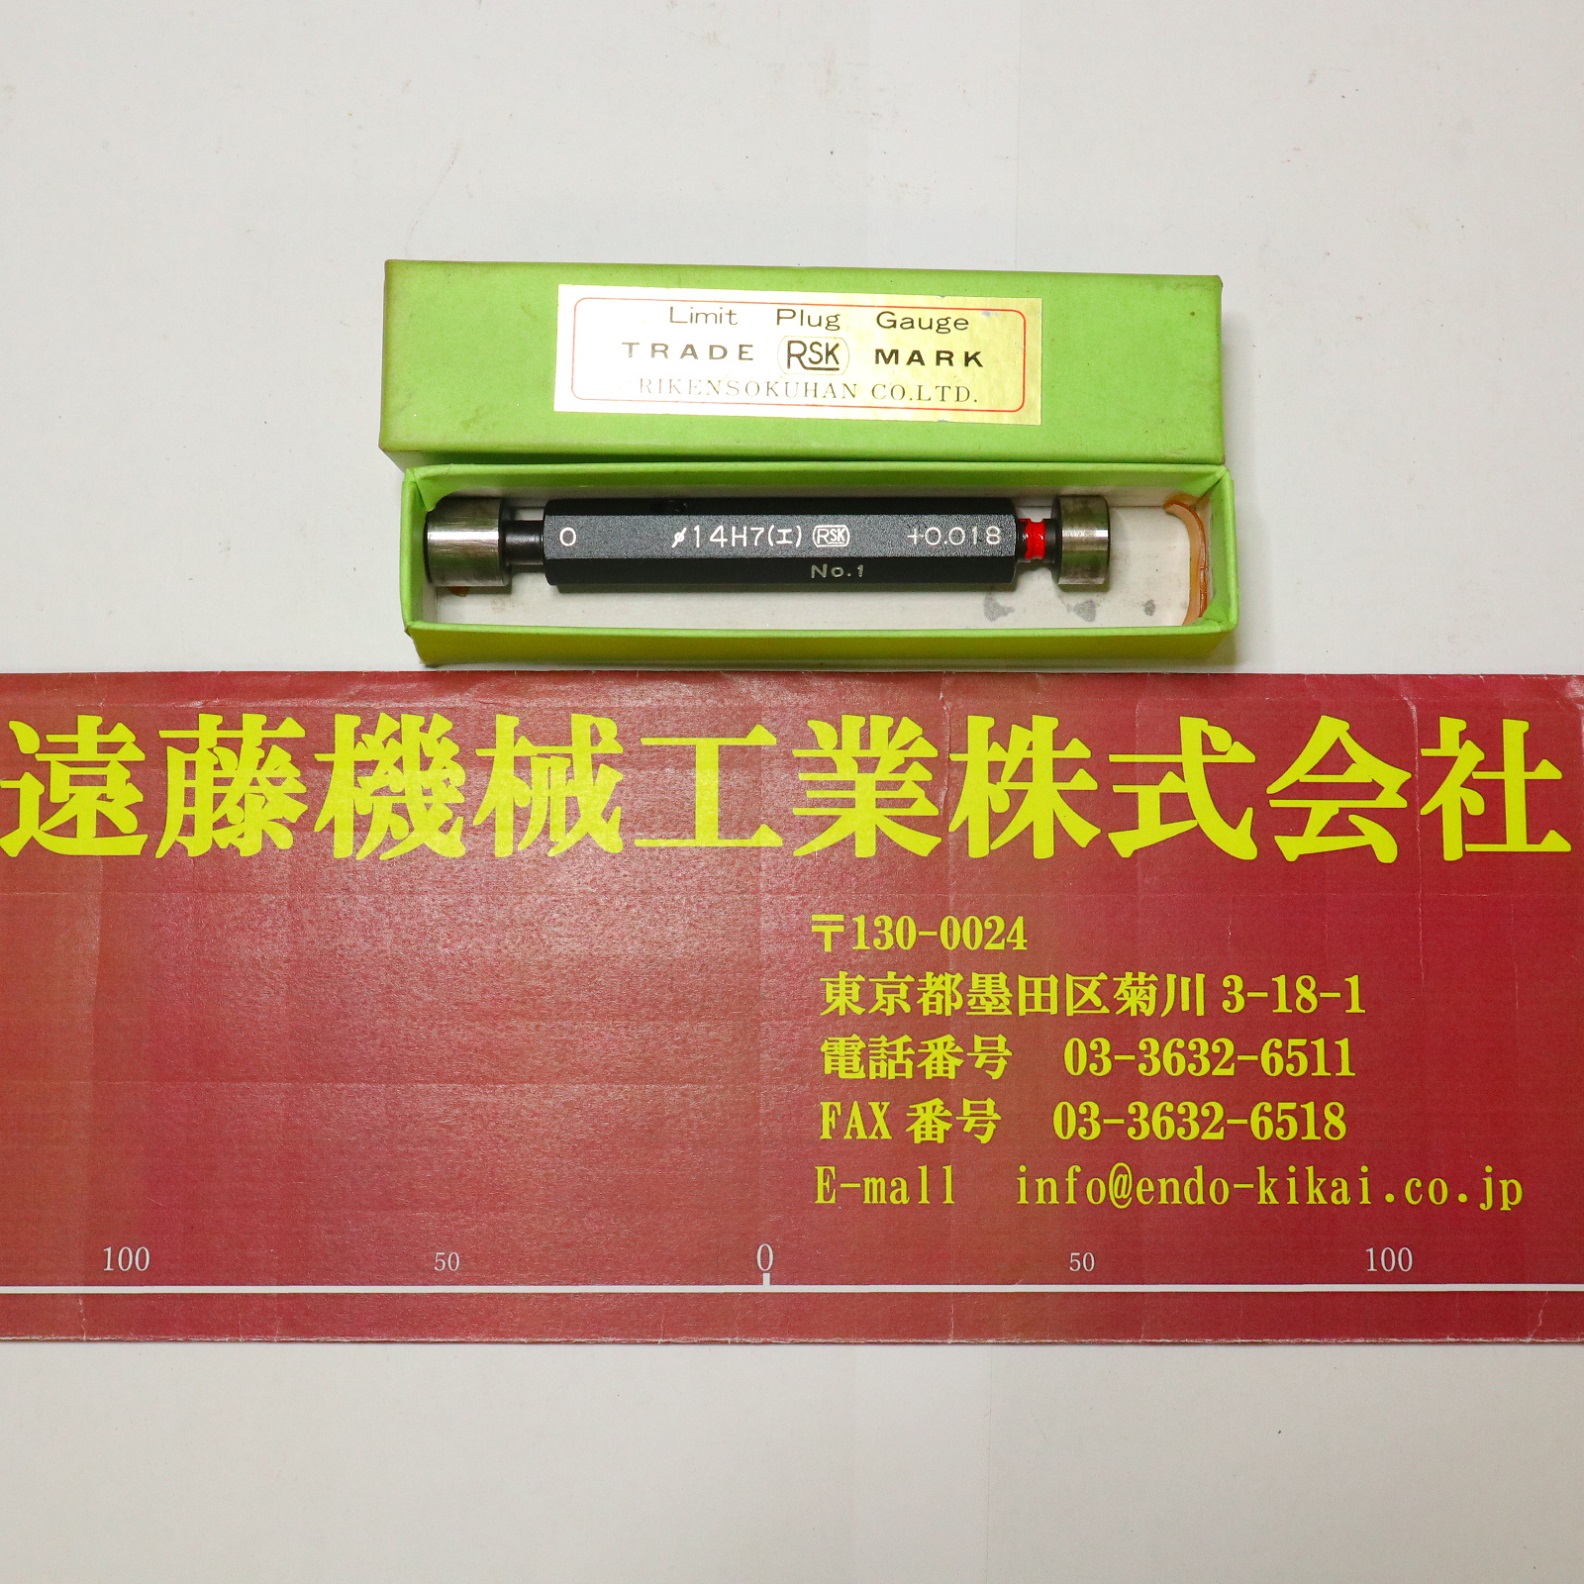 Limit Plug Gauge
TRADE RSK MARK
RIKENSOKUHAN CO.LTD.
0 ⌀14H7(エ) RSK +0.018
No.1
遠藤機械工業株式会社
〒130-0024
東京都墨田区菊川 3-18-1
電話番号 03-3632-6511
FAX 番号 03-3632-6518
E-mall info@endo-kikai.co.jp
100 50 0 50 100